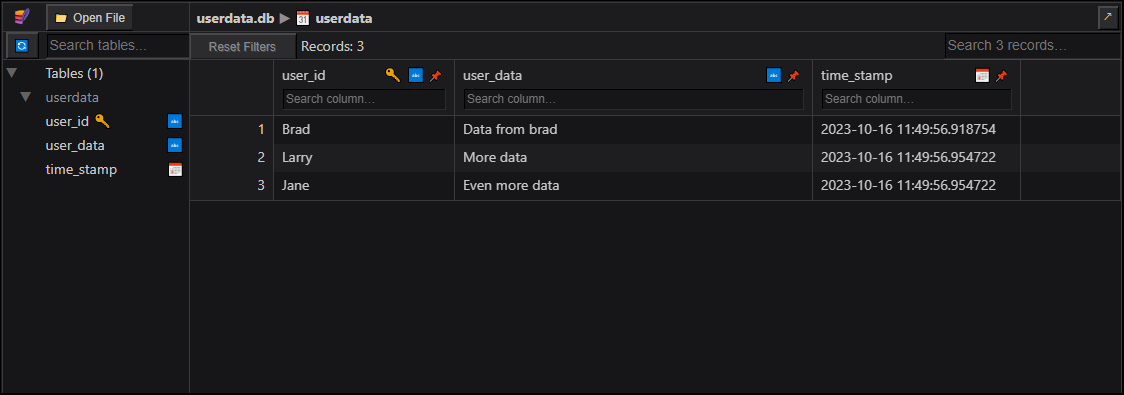 Open File
userdata.db ▶ userdata
Search tables...
Reset Filters
Records: 3
Search 3 records...
Tables (1)
userdata
user_id
user_data
time_stamp
user_id user_data time_stamp
Search column... Search column... Search column...
1 Brad Data from brad 2023-10-16 11:49:56.918754
2 Larry More data 2023-10-16 11:49:56.954722
3 Jane Even more data 2023-10-16 11:49:56.954722